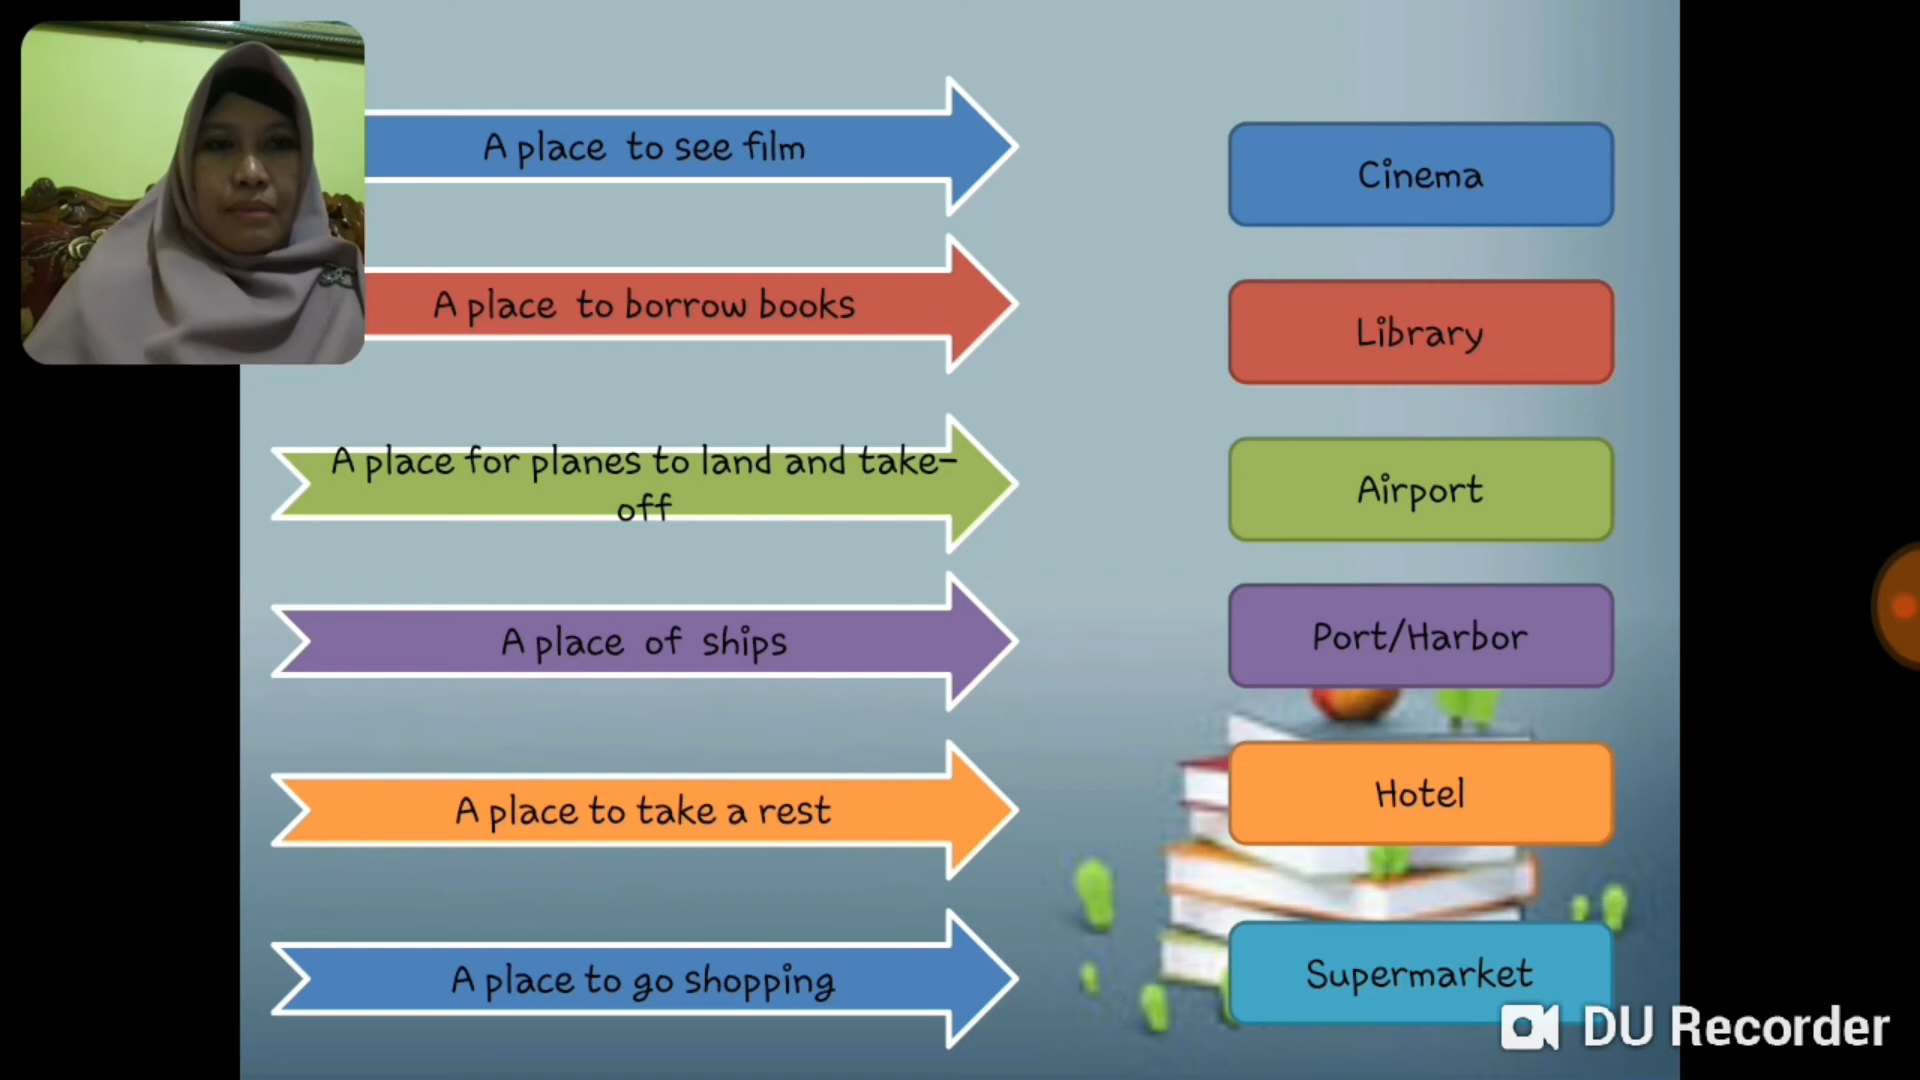 A place to see film
Cinema
A place to borrow books
Library
A place for planes to land and take-
off
Airport
A place of ships
Port/Harbor
A place to take a rest
Hotel
A place to go shopping
Supermarket
DU Recorder